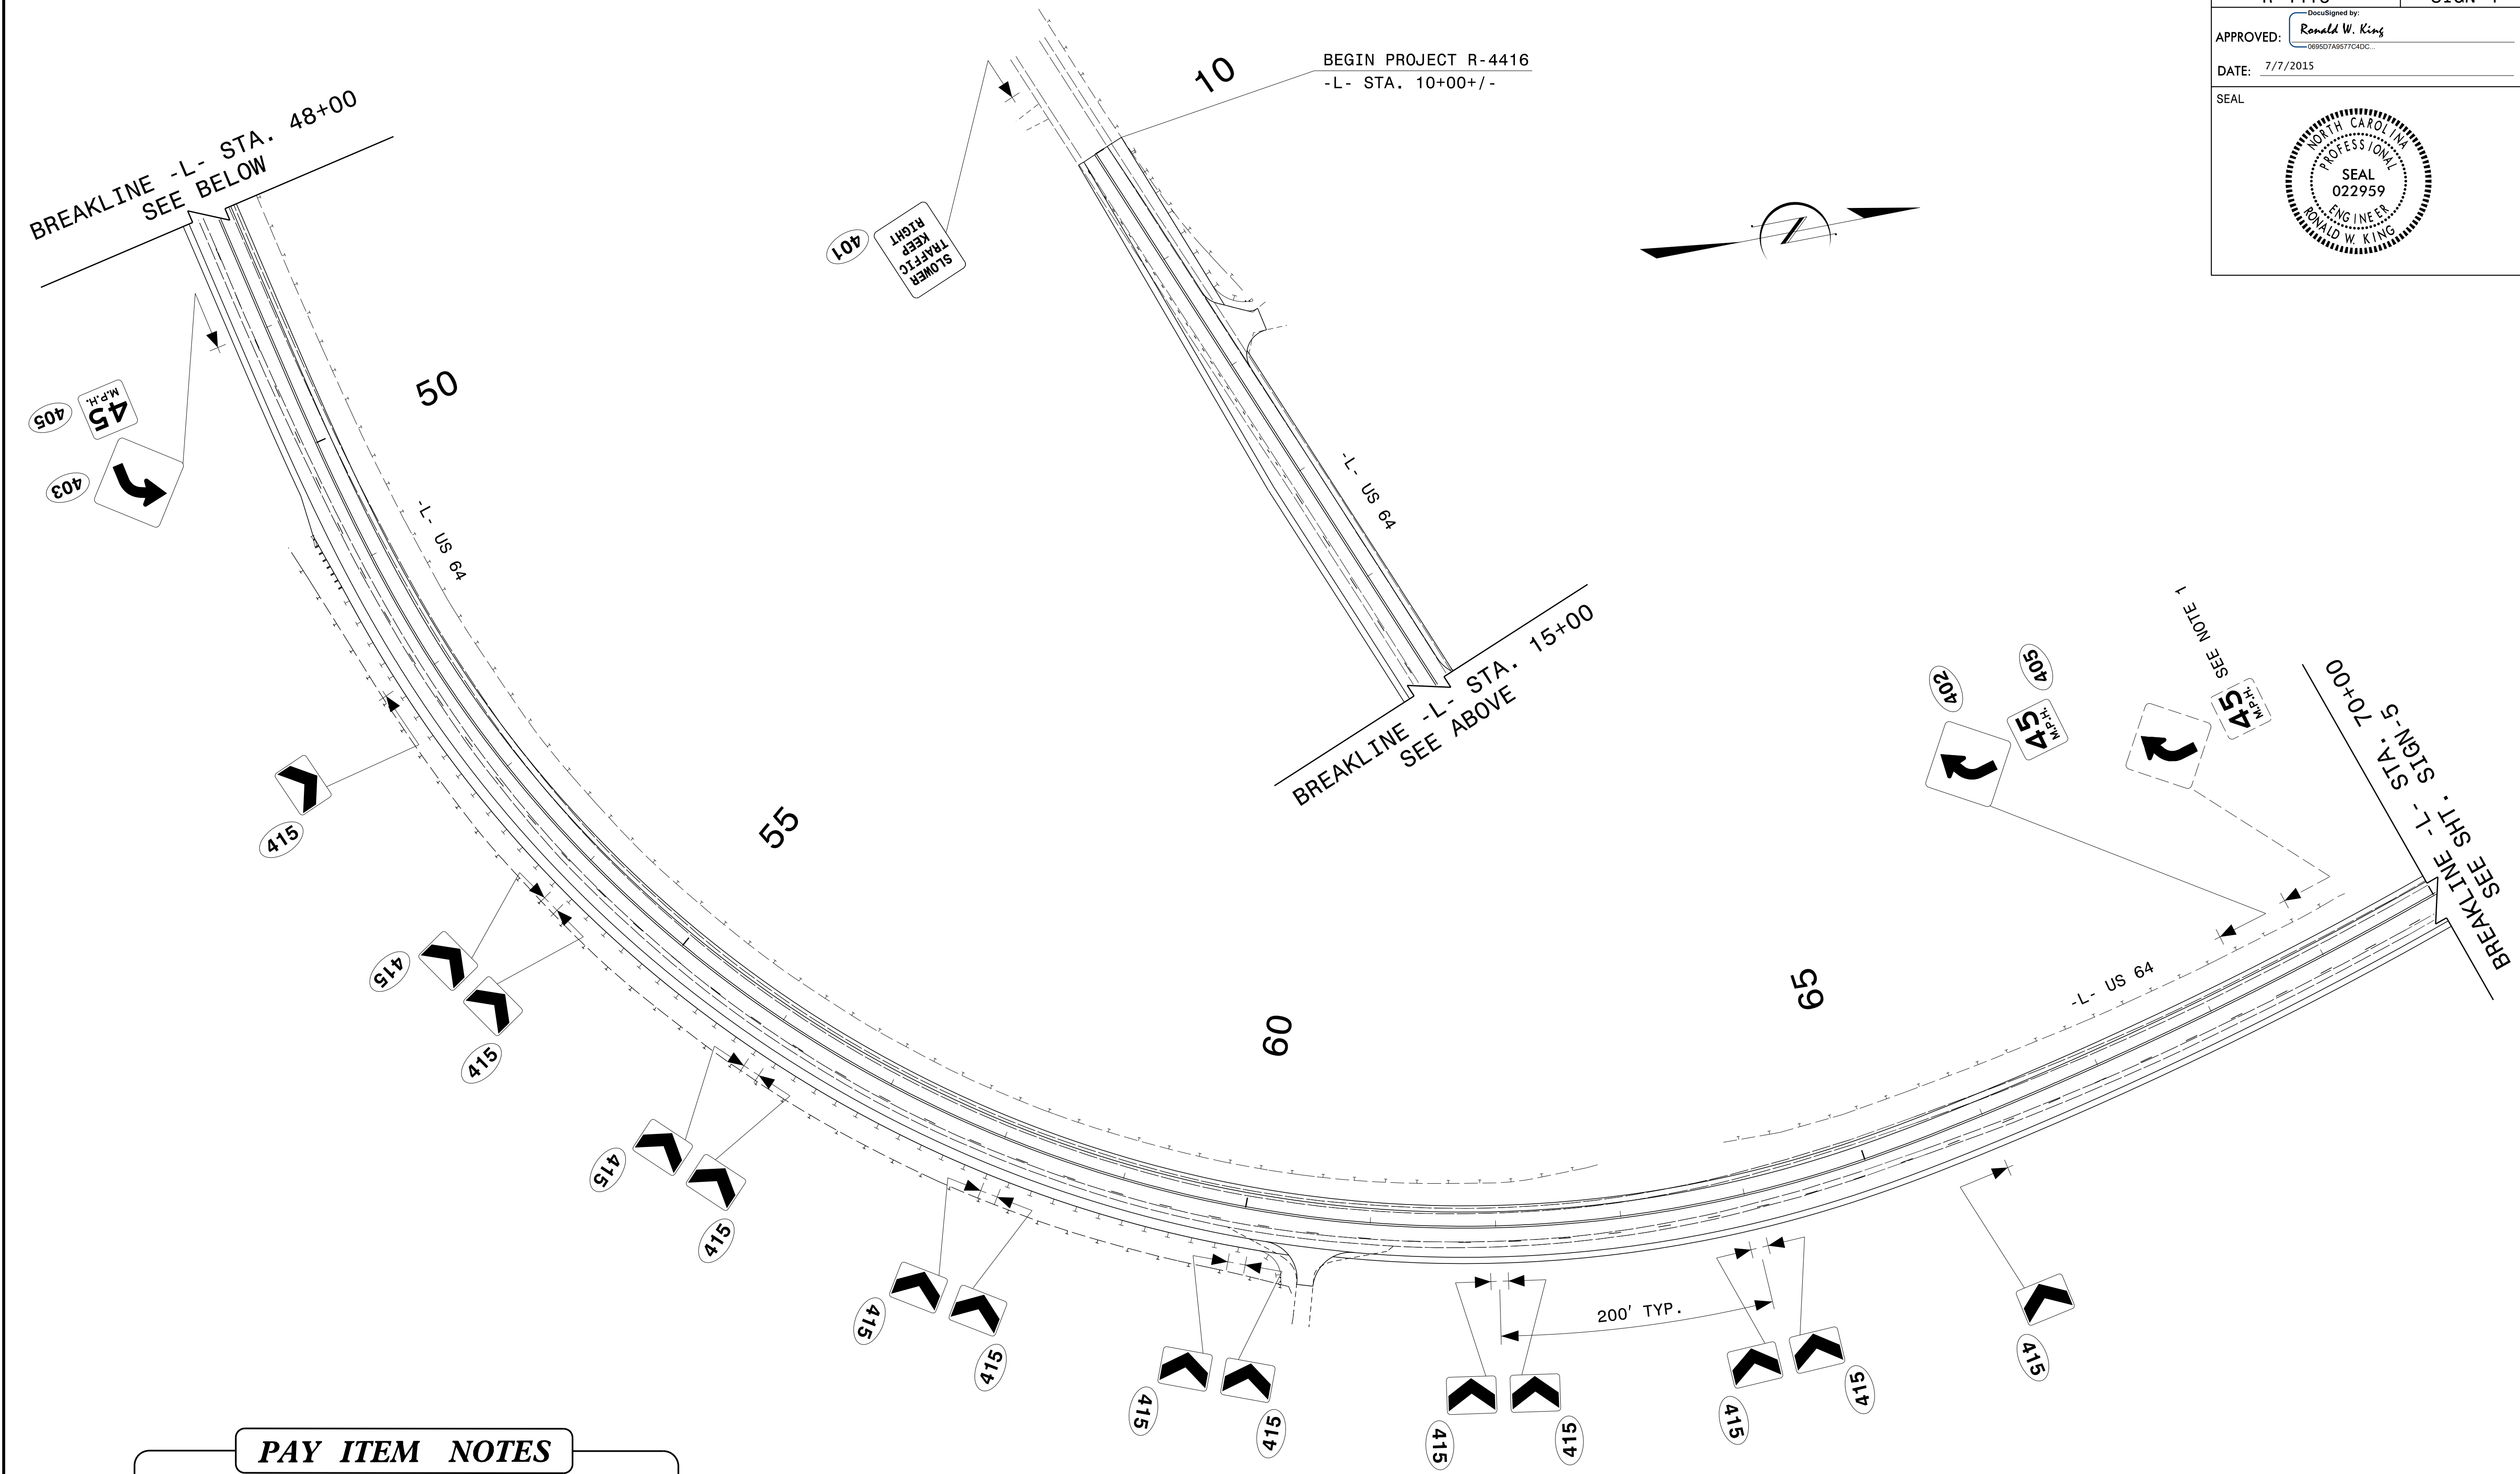 DocuSigned by:
APPROVED: Ronald W. King
0695D7A9577C4DC...
DATE: 7/7/2015
SEAL
NORTH CAROLINA
PROFESSIONAL
SEAL
022959
ENGINEER
RONALD W. KING
BEGIN PROJECT R-4416
-L- STA. 10+00+/-
10
BREAKLINE -L- STA. 48+00
SEE BELOW
401
SLOWER
TRAFFIC
KEEP
RIGHT
405
45
M.P.H.
403
50
-L- US 64
-L- US 64
BREAKLINE -L- STA. 15+00
SEE ABOVE
SEE NOTE 1
402
405
45
M.P.H.
45
M.P.H.
BREAKLINE -L- STA. 70+00
SEE SHT. SIGN-5
415
55
415
415
60
65
-L- US 64
415
415
415
415
415
415
200' TYP.
415
415
415
415
415
PAY ITEM NOTES